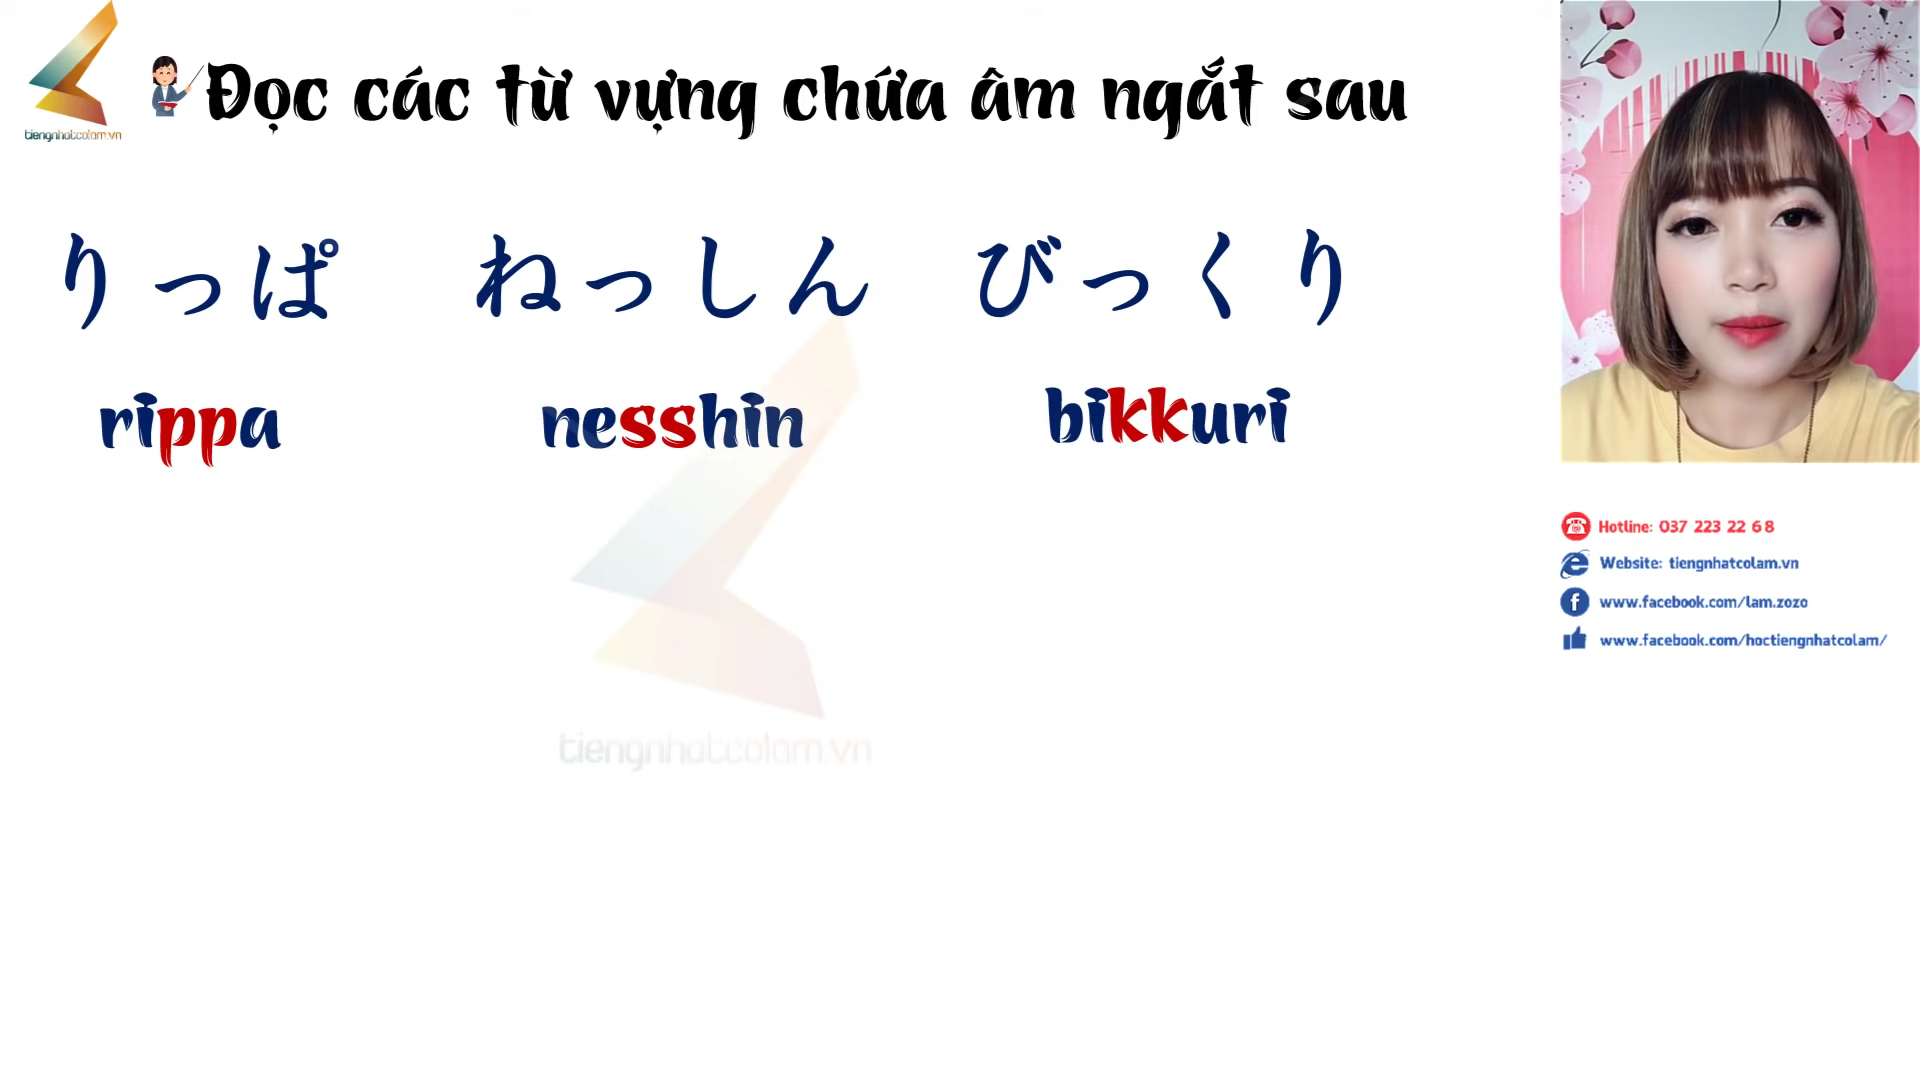 tiengnhatcolam.vn
Đọc các từ vựng chứa âm ngắt sau
りっぱ ねっしん びっくり
rippa nesshin bikkuri
Hotline: 037 223 22 68
Website: tiengnhatcolam.vn
www.facebook.com/lam.zozo
www.facebook.com/hoctiengnhatcolam/
tiengnhatcolam.vn